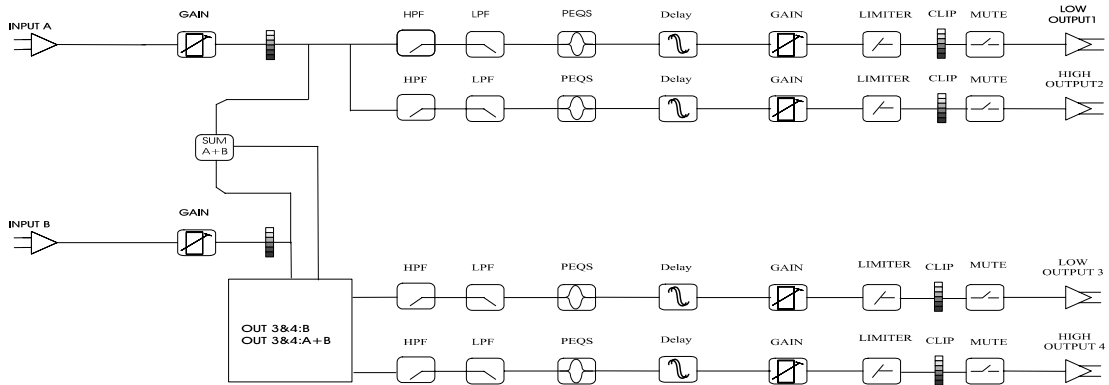 INPUT A
GAIN
HPF LPF PEQS Delay GAIN LIMITER CLIP MUTE
LOW
OUTPUT1
HPF LPF PEQS Delay GAIN LIMITER CLIP MUTE
HIGH
OUTPUT2
SUM
A+B
INPUT B
GAIN
OUT 3&4:B
OUT 3&4:A+B
HPF LPF PEQS Delay GAIN LIMITER CLIP MUTE
LOW
OUTPUT 3
HPF LPF PEQS Delay GAIN LIMITER CLIP MUTE
HIGH
OUTPUT 4